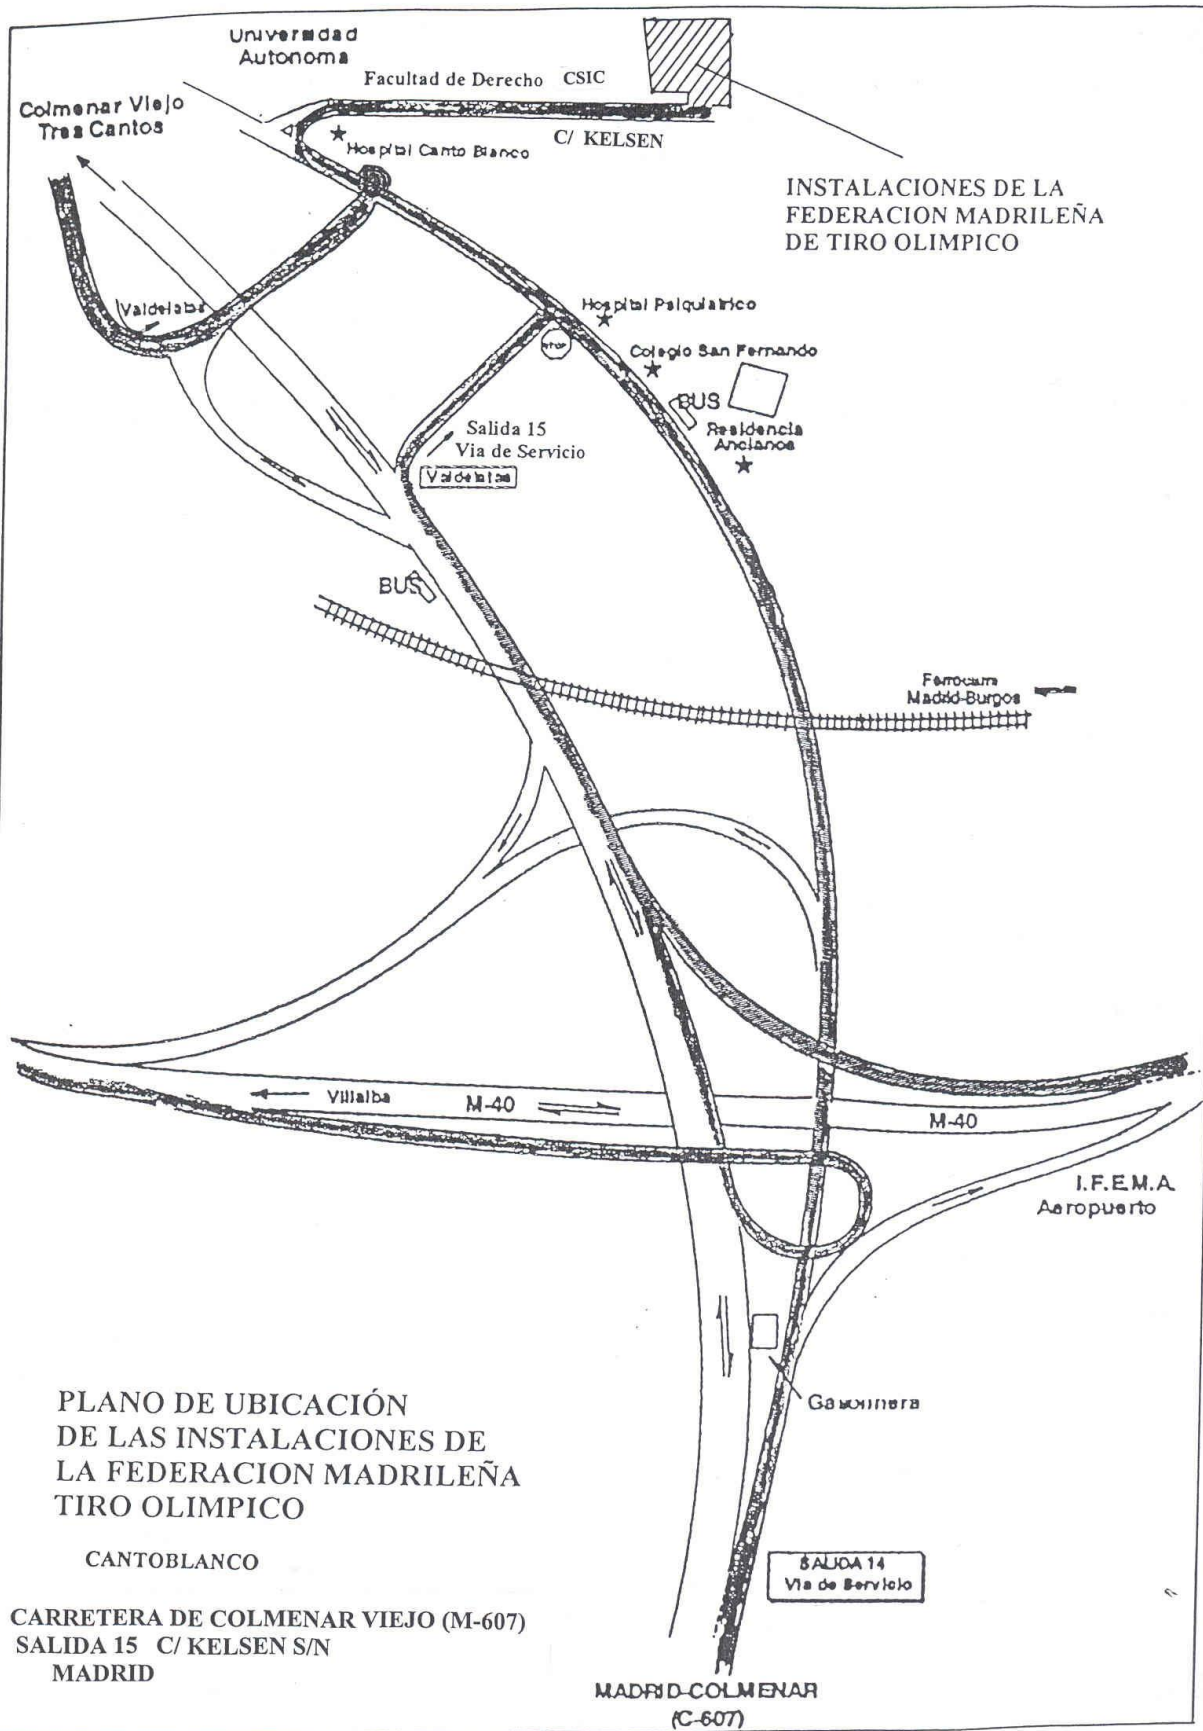 Universidad
Autonoma
Facultad de Derecho CSIC
Colmenar Viejo
Tres Cantos
Hospital Canto Blanco
C/ KELSEN
INSTALACIONES DE LA
FEDERACION MADRILEÑA
DE TIRO OLIMPICO
Valdelatas
Hospital Psiquiatrico
STOP
Colegio San Fernando
BUS
Residencia
Ancianos
Salida 15
Via de Servicio
Valdelatas
BUS
Ferrocarri
Madrid-Burgos
Villalba
M-40
M-40
I.F.E.M.A.
Aeropuerto
Gasolinera
PLANO DE UBICACIÓN
DE LAS INSTALACIONES DE
LA FEDERACION MADRILEÑA
TIRO OLIMPICO
CANTOBLANCO
SALIDA 14
Via de Servicio
CARRETERA DE COLMENAR VIEJO (M-607)
SALIDA 15 C/ KELSEN S/N
MADRID
MADRID-COLMENAR
(C-607)